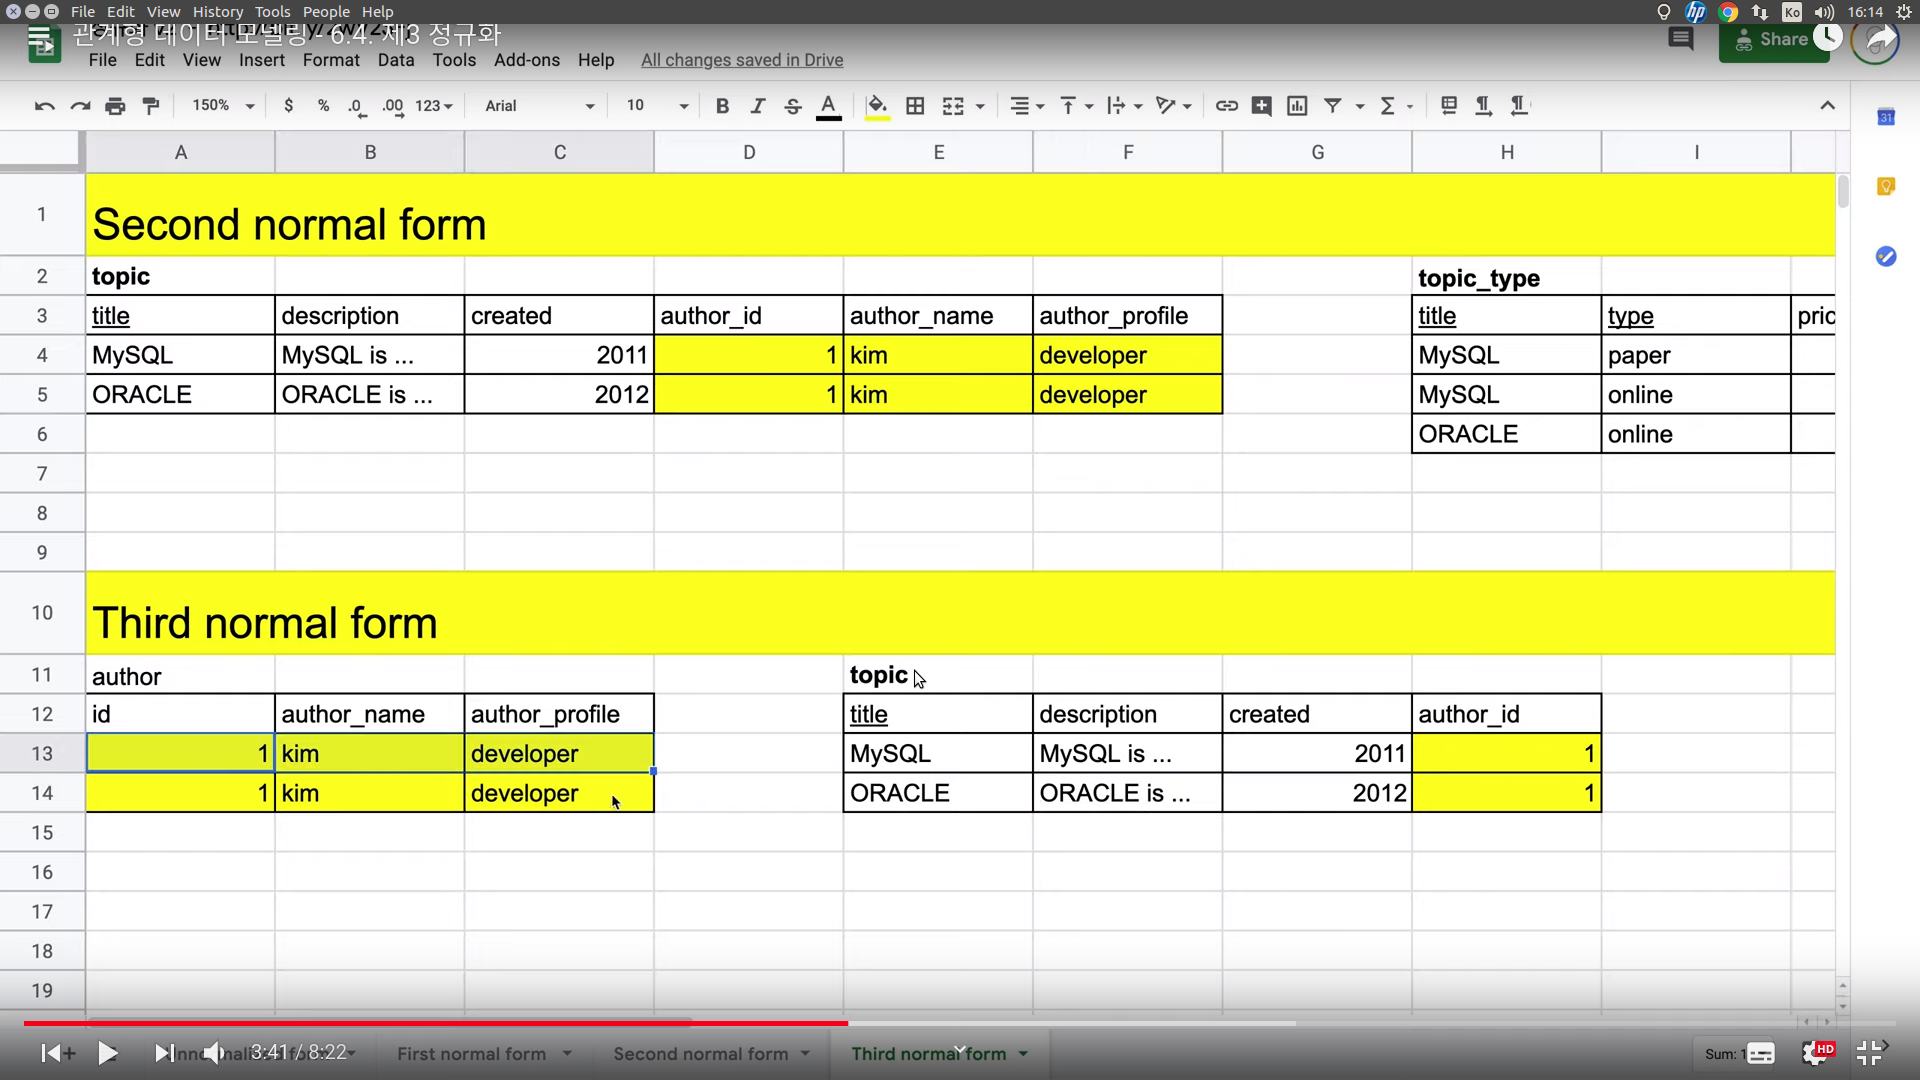 File Edit View History Tools People Help
Ko 16:14
관계형 데이터 모델링 - 6.4. 제3 정규화
File Edit View Insert Format Data Tools Add-ons Help All changes saved in Drive
Share
150% $ % .0 .00 123 Arial 10 B I S A
31
A B C D E F G H I
1 Second normal form
2 topic topic_type
3 title description created author_id author_name author_profile title type pric
4 MySQL MySQL is ... 2011 1 kim developer MySQL paper
5 ORACLE ORACLE is ... 2012 1 kim developer MySQL online
6 ORACLE online
7
8
9
10 Third normal form
11 author topic
12 id author_name author_profile title description created author_id
13 1 kim developer MySQL MySQL is ... 2011 1
14 1 kim developer ORACLE ORACLE is ... 2012 1
15
16
17
18
19
3:41 / 8:22 First normal form Second normal form Third normal form Sum: 1 HD